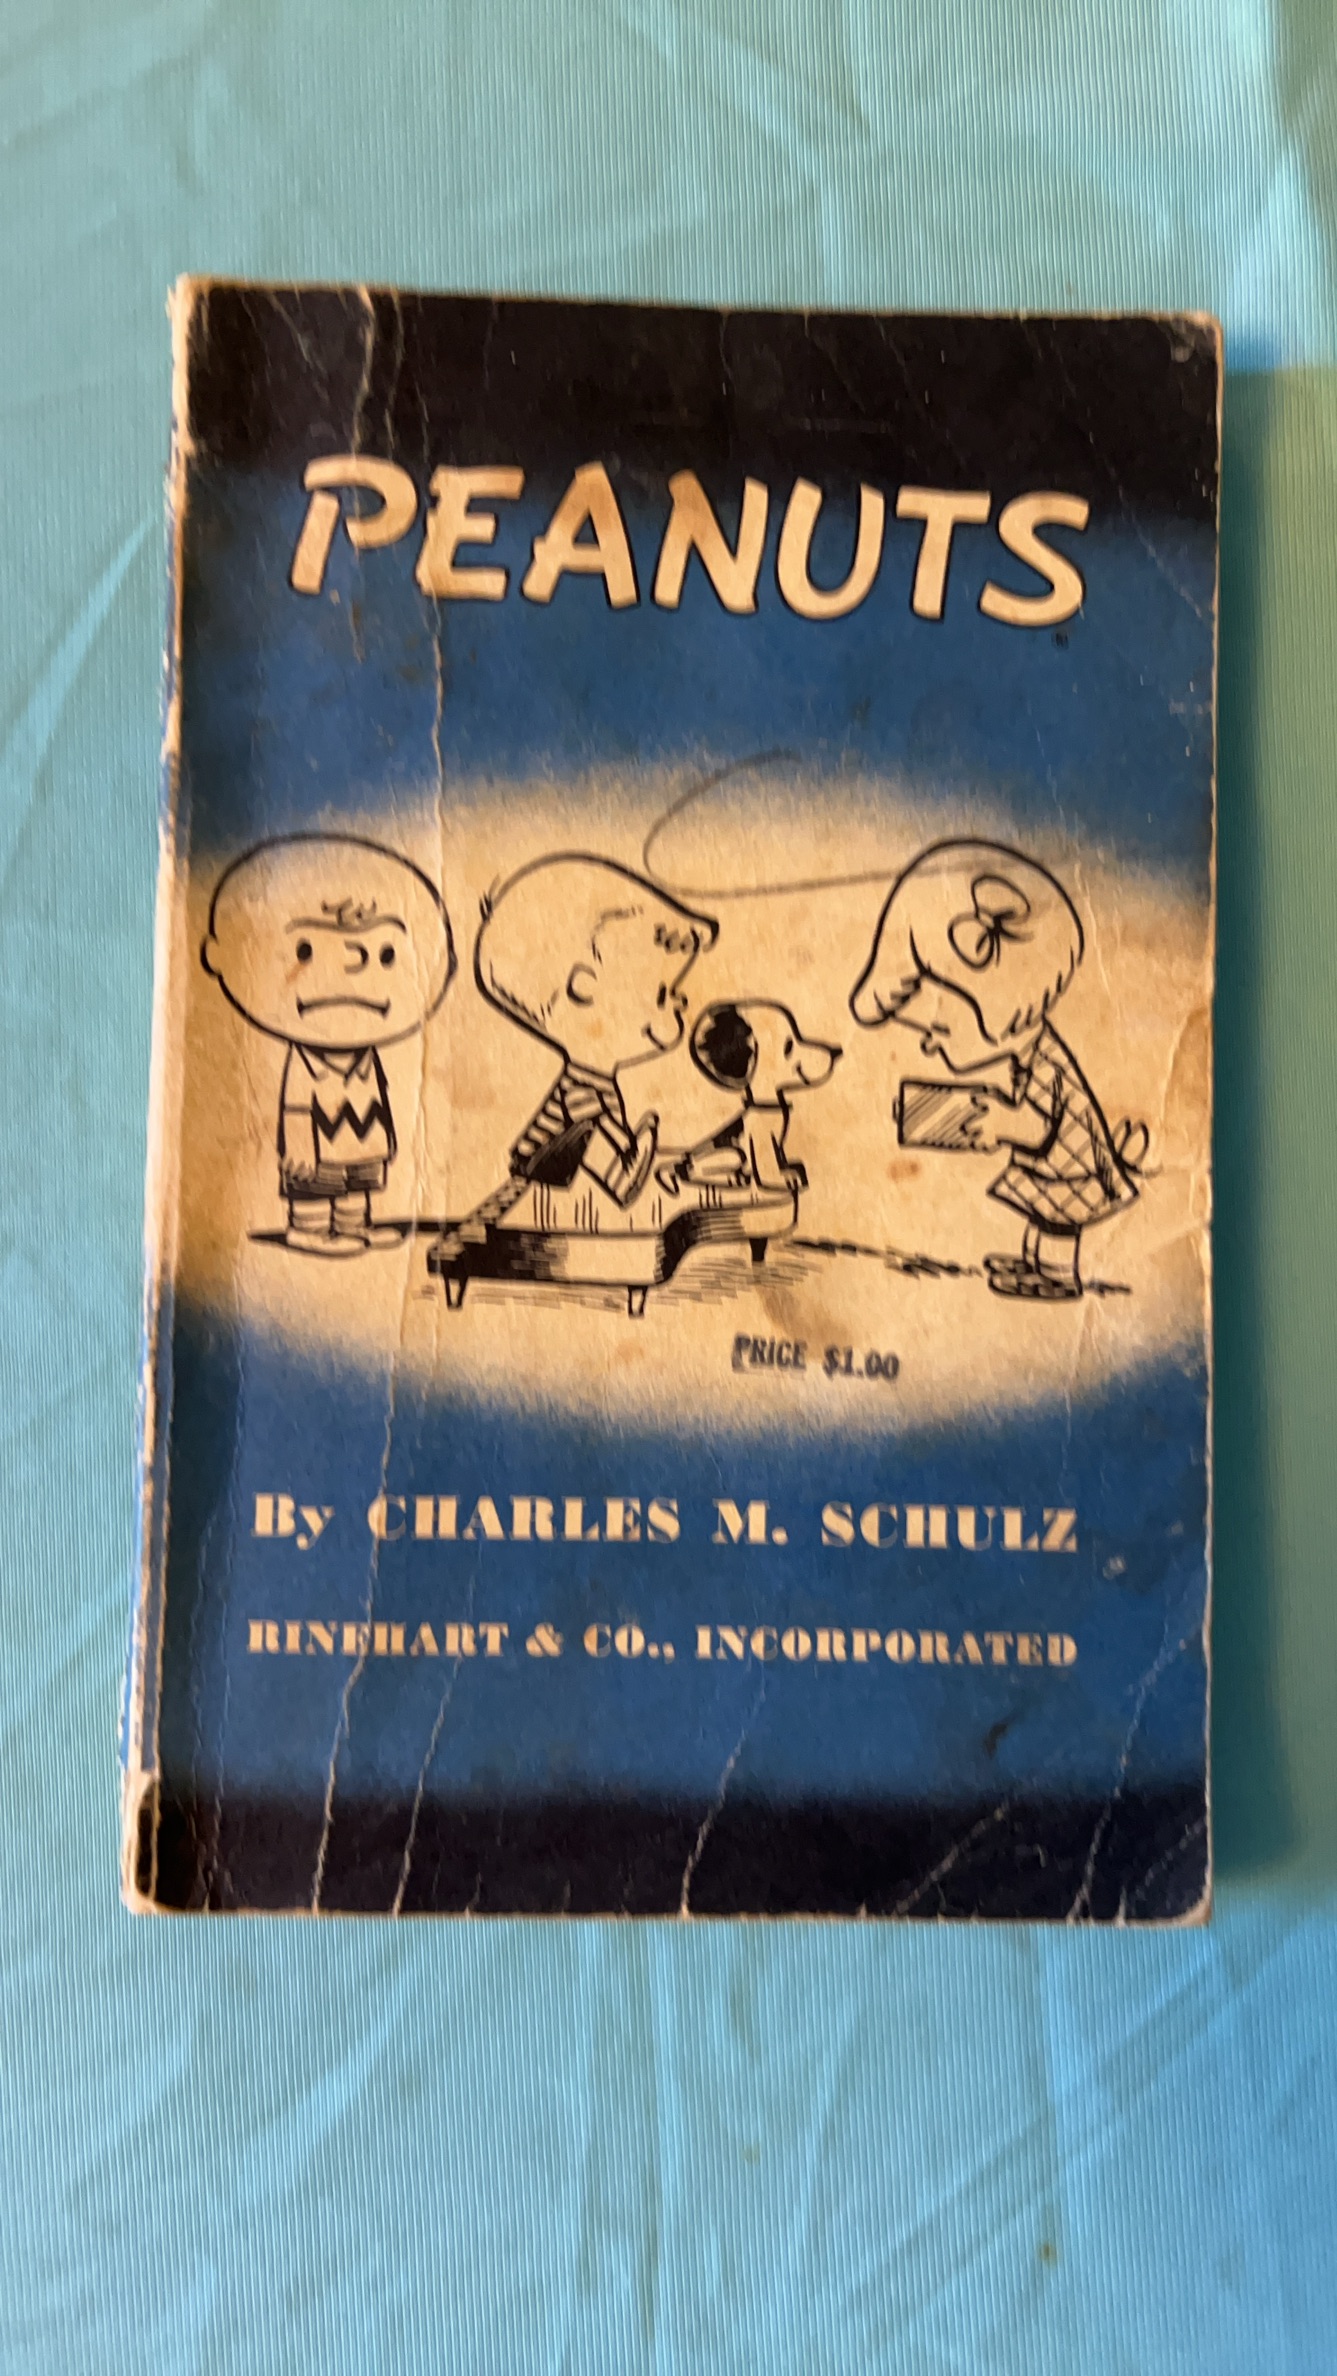 PEANUTS
PRICE $1.00
By CHARLES M. SCHULZ
RINEHART & CO., INCORPORATED